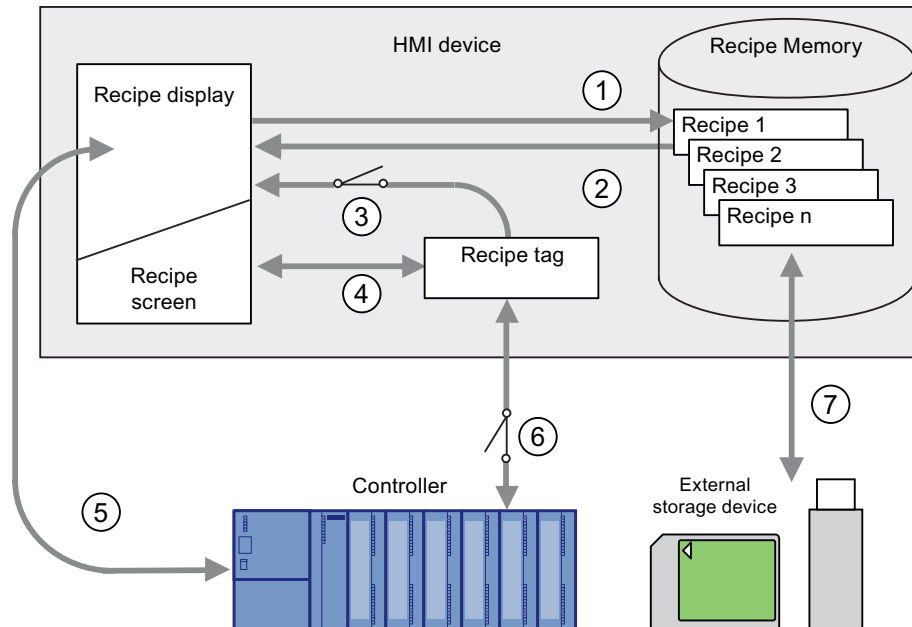 HMI device
Recipe Memory
Recipe display
1
Recipe 1
Recipe 2
Recipe 3
Recipe n
2
3
Recipe tag
4
Recipe
screen
7
6
5
Controller
External
storage device